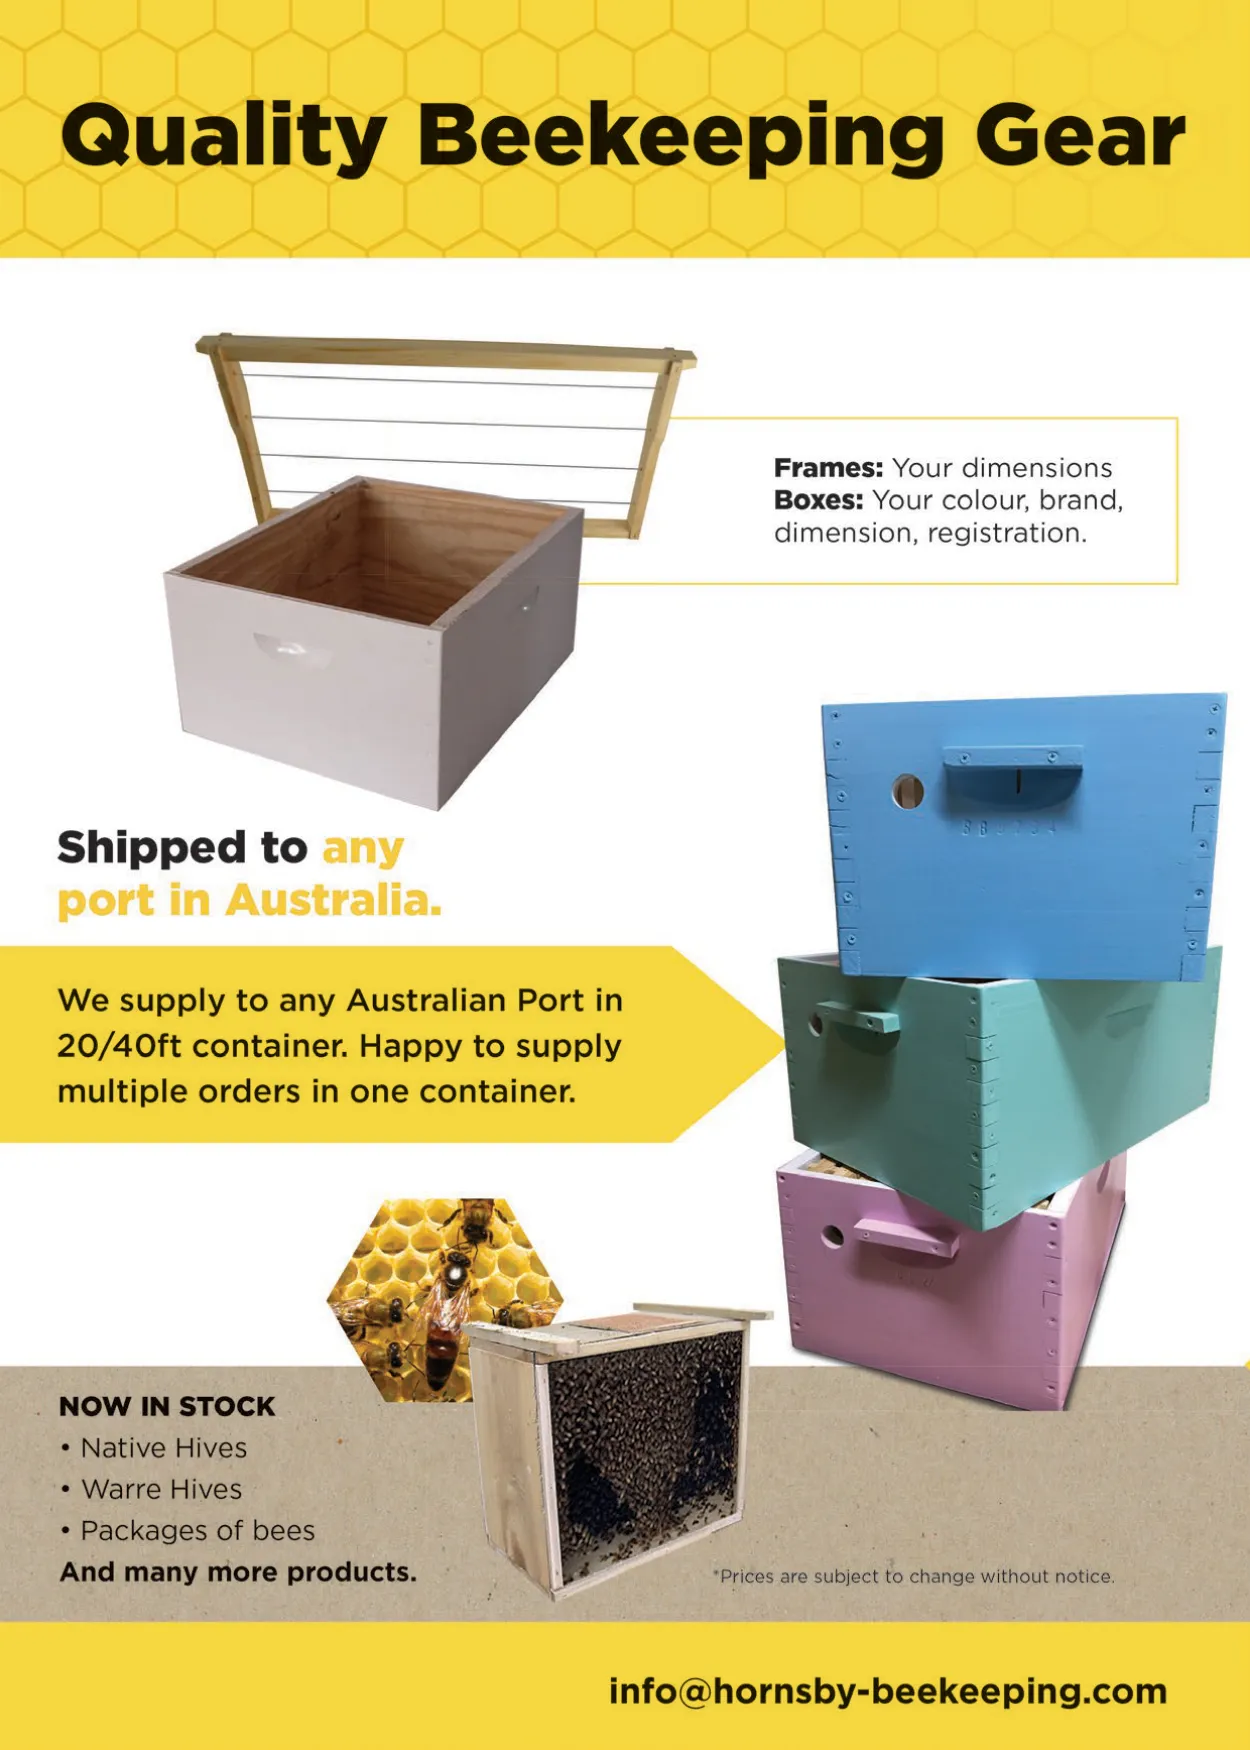 Quality Beekeeping Gear
Frames: Your dimensions
Boxes: Your colour, brand,
dimension, registration.
Shipped to any
port in Australia.
We supply to any Australian Port in
20/40ft container. Happy to supply
multiple orders in one container.
NOW IN STOCK
• Native Hives
• Warre Hives
• Packages of bees
And many more products.
*Prices are subject to change without notice.
info@hornsby-beekeeping.com